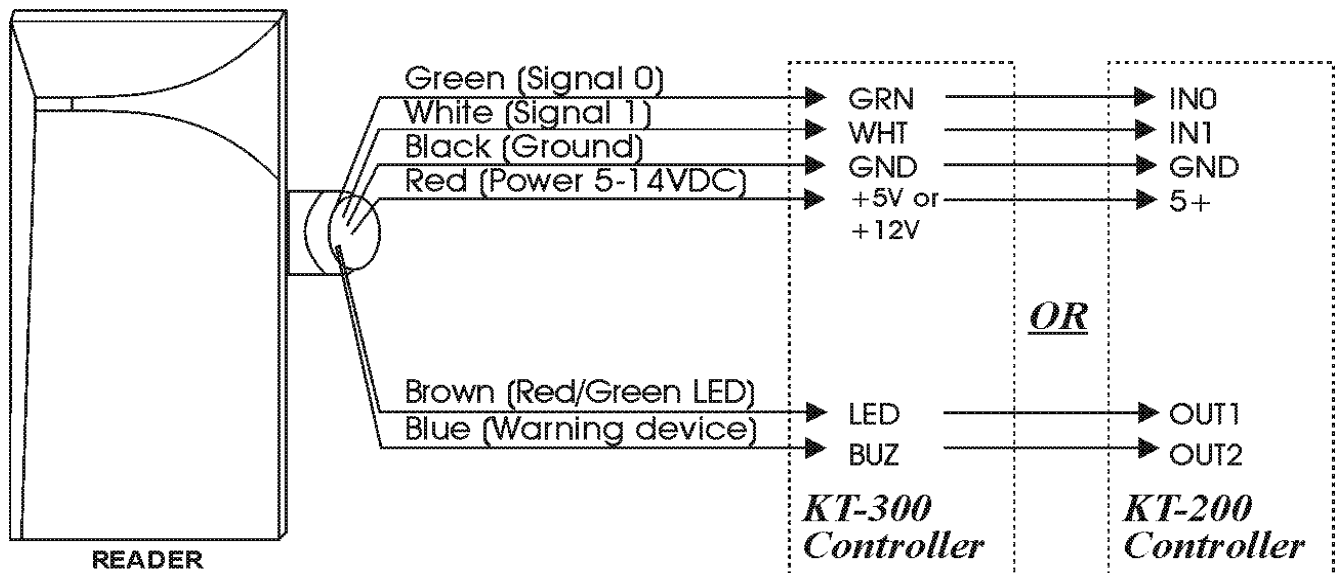 Green (Signal 0)
White (Signal 1)
Black (Ground)
Red (Power 5-14VDC)
Brown (Red/Green LED)
Blue (Warning device)
READER
GRN
WHT
GND
+5V or
+12V
LED
BUZ
KT-300
Controller
OR
IN0
IN1
GND
5+
OUT1
OUT2
KT-200
Controller